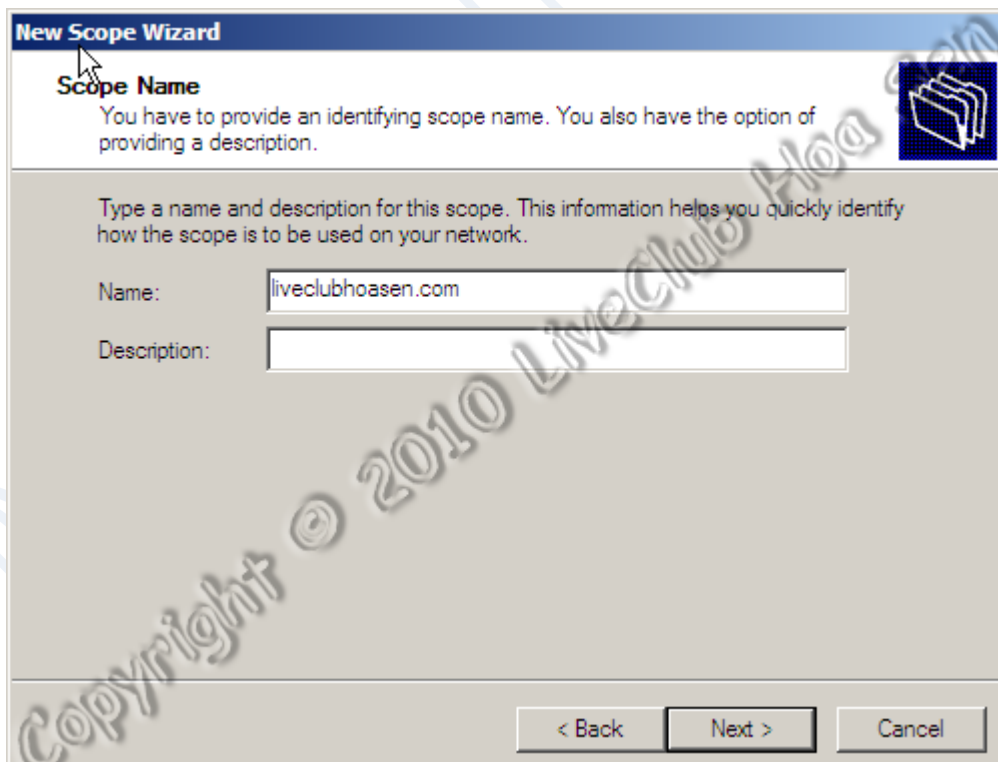 New Scope Wizard
Scope Name
You have to provide an identifying scope name. You also have the option of
providing a description.
Type a name and description for this scope. This information helps you quickly identify
how the scope is to be used on your network.
Name:
liveclubhoasen.com
Description:
Copyright © 2010 LiveClub Hoa Sen
< Back
Next >
Cancel